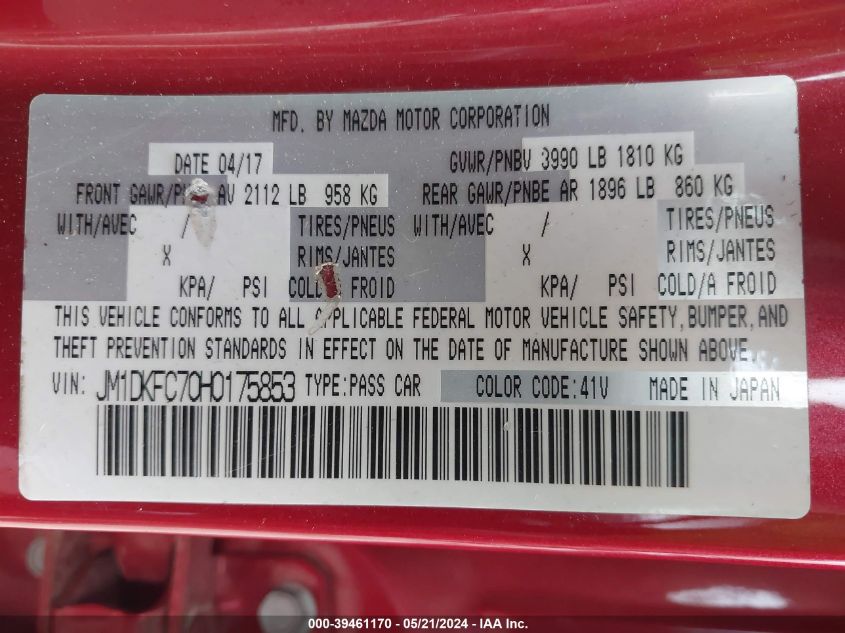 MFD. BY MAZDA MOTOR CORPORATION
DATE 04/17 GVWR/PNBV 3990 LB 1810 KG
FRONT GAWR/ AV 2112 LB 958 KG REAR GAWR/PNBE AR 1896 LB 860 KG
WITH/AVEC / TIRES/PNEUS WITH/AVEC / TIRES/PNEUS
X RIMS/JANTES X RIMS/JANTES
KPA/ PSI FROID KPA/ PSI COLD/A FROID
THIS VEHICLE CONFORMS TO ALL APPLICABLE FEDERAL MOTOR VEHICLE SAFETY, BUMPER, AND
THEFT PREVENTION STANDARDS IN EFFECT ON THE DATE OF MANUFACTURE SHOWN ABOVE.
VIN: JM1DKFC70H0175853 TYPE:PASS CAR COLOR CODE:41V MADE IN JAPAN
000-39461170 - 05/21/2024 - IAA Inc.